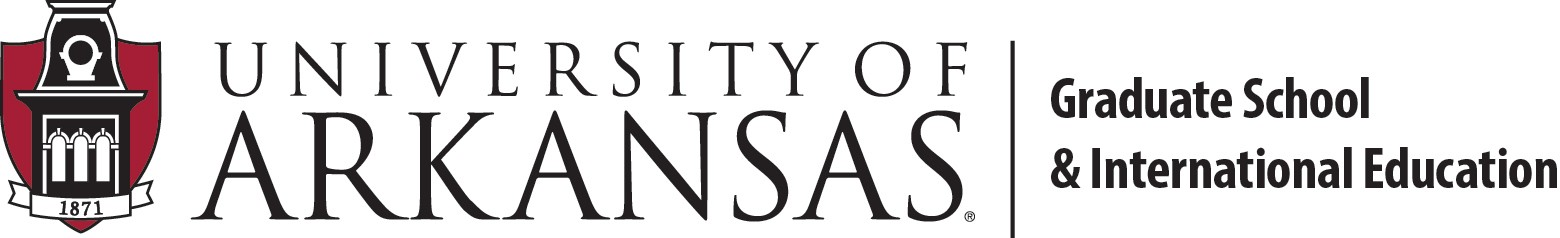 UNIVERSITY OF
ARKANSAS®
Graduate School
& International Education
1871